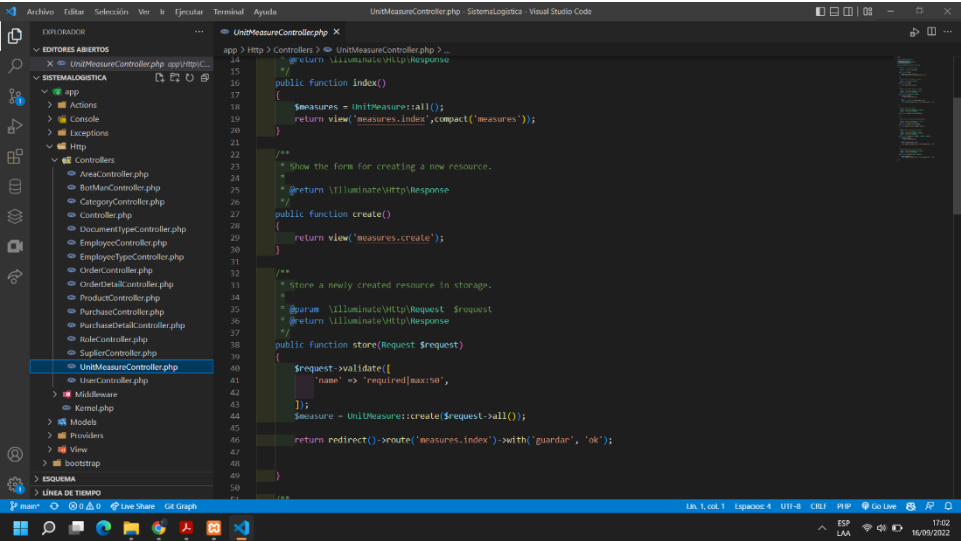 Archivo Editar Selección Ver Ir Ejecutar Terminal Ayuda
UnitMeasureController.php - SistemaLogistica - Visual Studio Code
EXPLORADOR
EDITORES ABIERTOS
UnitMeasureController.php app\Http\C...
SISTEMALOGISTICA
app
Actions
Console
Exceptions
Http
Controllers
AreaController.php
BotManController.php
CategoryController.php
Controller.php
DocumentTypeController.php
EmployeeController.php
EmployeeTypeController.php
OrderController.php
OrderDetailController.php
ProductController.php
PurchaseController.php
PurchaseDetailController.php
RoleController.php
SuplierController.php
UnitMeasureController.php
UserController.php
Middleware
Kernel.php
Models
Providers
View
bootstrap
ESQUEMA
LÍNEA DE TIEMPO
UnitMeasureController.php
app > Http > Controllers > UnitMeasureController.php > ...
14 * @return \Illuminate\Http\Response
15 */
16 public function index()
17 {
18 $measures = UnitMeasure::all();
19 return view('measures.index',compact('measures'));
20 }
21
22 /**
23 * Show the form for creating a new resource.
24 *
25 * @return \Illuminate\Http\Response
26 */
27 public function create()
28 {
29 return view('measures.create');
30 }
31
32 /**
33 * Store a newly created resource in storage.
34 *
35 * @param \Illuminate\Http\Request $request
36 * @return \Illuminate\Http\Response
37 */
38 public function store(Request $request)
39 {
40 $request->validate([
41 'name' => 'required|max:50',
42
43 ]);
44 $measure = UnitMeasure::create($request->all());
45
46 return redirect()->route('measures.index')->with('guardar', 'ok');
47
48
49 }
50
51 /**
main* 0 0 Live Share Git Graph
Lín. 1, col. 1 Espacios: 4 UTF-8 CRLF PHP Go Live
ESP
LAA
17:02
16/09/2022